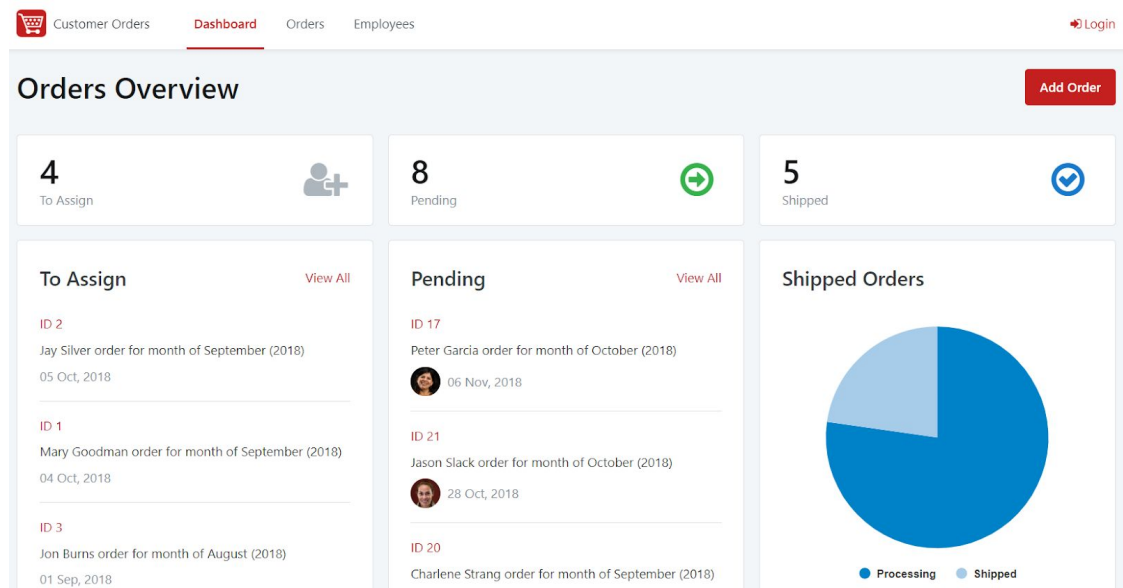 Customer Orders Dashboard Orders Employees Login
Orders Overview
Add Order
4
To Assign
8
Pending
5
Shipped
To Assign View All
ID 2
Jay Silver order for month of September (2018)
05 Oct, 2018
ID 1
Mary Goodman order for month of September (2018)
04 Oct, 2018
ID 3
Jon Burns order for month of August (2018)
01 Sep, 2018
Pending View All
ID 17
Peter Garcia order for month of October (2018)
06 Nov, 2018
ID 21
Jason Slack order for month of October (2018)
28 Oct, 2018
ID 20
Charlene Strang order for month of September (2018)
Shipped Orders
Processing Shipped